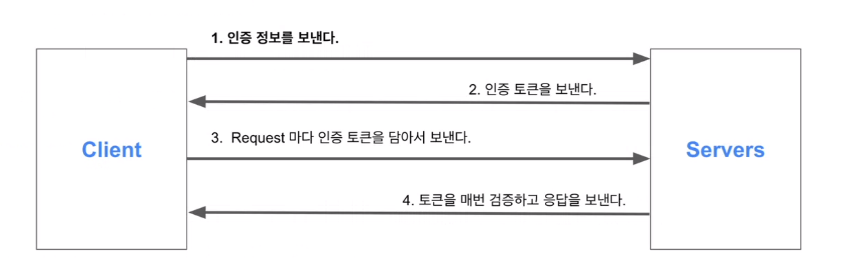 1. 인증 정보를 보낸다.
2. 인증 토큰을 보낸다.
Client
3. Request 마다 인증 토큰을 담아서 보낸다.
Servers
4. 토큰을 매번 검증하고 응답을 보낸다.